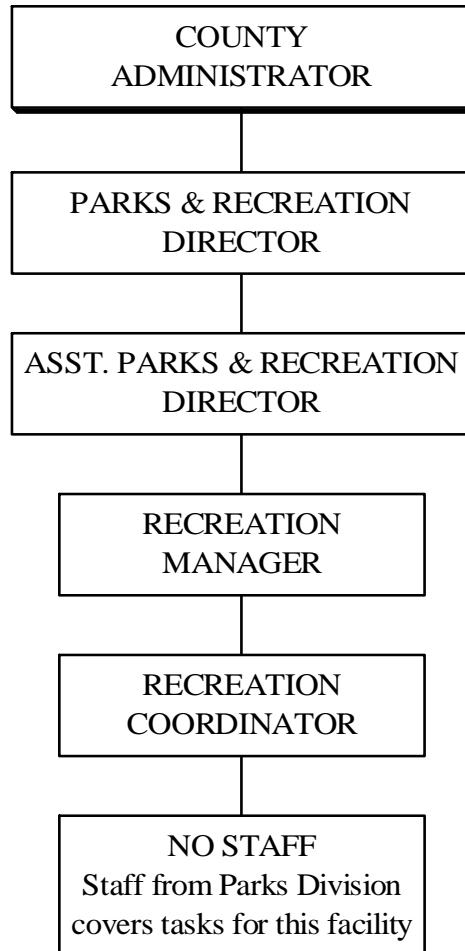 COUNTY
ADMINISTRATOR
PARKS & RECREATION
DIRECTOR
ASST. PARKS & RECREATION
DIRECTOR
RECREATION
MANAGER
RECREATION
COORDINATOR
NO STAFF
Staff from Parks Division
covers tasks for this facility